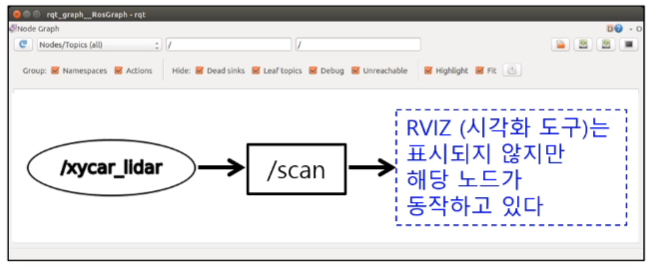 rqt_graph__RosGraph - rqt
Node Graph
Nodes/Topics (all) / /
Group: Namespaces Actions Hide: Dead sinks Leaf topics Debug Unreachable Highlight Fit
/xycar_lidar
/scan
RVIZ (시각화 도구)는
표시되지 않지만
해당 노드가
동작하고 있다